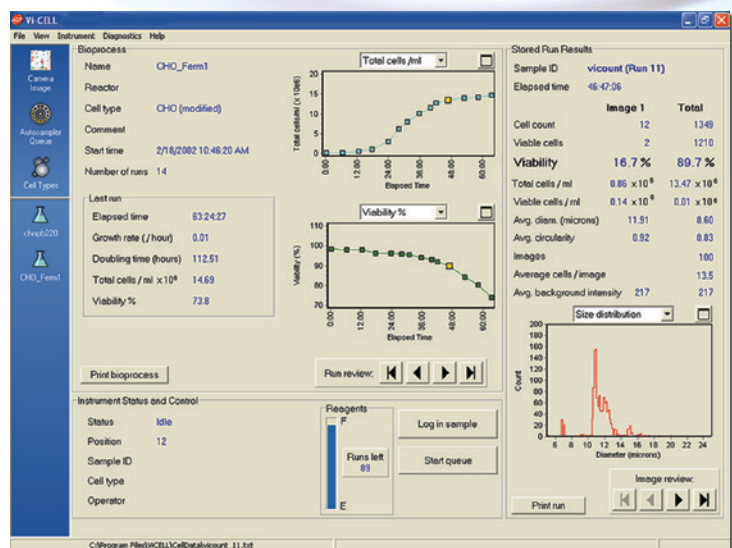 Vi-CELL
File View Instrument Diagnostics Help
Camera
Image
Autosampler
Queue
Cell Types
chopb220
CHO_Ferm1
Bioprocess
Name CHO_Ferm1
Reactor
Cell type CHO (modified)
Comment
Start time 2/18/2002 10:46:20 AM
Number of runs 14
Last run
Elapsed time 63:24:27
Growth rate (/hour) 0.01
Doubling time (hours) 112.51
Total cells / ml x10⁶ 14.69
Viability % 73.8
Print bioprocess
Total cells /ml
Total cells/ml (x 10e6)
20
15
10
5
0
0:00 12:00 24:00 36:00 48:00 60:00
Elapsed Time
Viability %
Viability (%)
110
100
90
80
70
0:00 12:00 24:00 36:00 48:00 60:00
Elapsed Time
Run review:
Stored Run Results
Sample ID vicount (Run 11)
Elapsed time 46:47:06
Image 1 Total
Cell count 12 1349
Viable cells 2 1210
Viability 16.7 % 89.7 %
Total cells / ml 0.86 x10⁶ 13.47 x10⁶
Viable cells / ml 0.14 x10⁶ 0.01 x10⁶
Avg. diam. (microns) 11.91 8.60
Avg. circularity 0.92 0.83
Images 100
Average cells / image 13.5
Avg. background intensity 217 217
Size distribution
Count
200
180
160
140
120
100
80
60
40
20
0
6 8 10 12 14 16 18 20 22 24
Diameter (microns)
Image review:
Print run
Instrument Status and Control
Status Idle
Position 12
Sample ID
Cell type
Operator
Reagents
F
E
Runs left
89
Log in sample
Start queue
C:\Program Files\ViCELL\CellData\vicount_11.txt